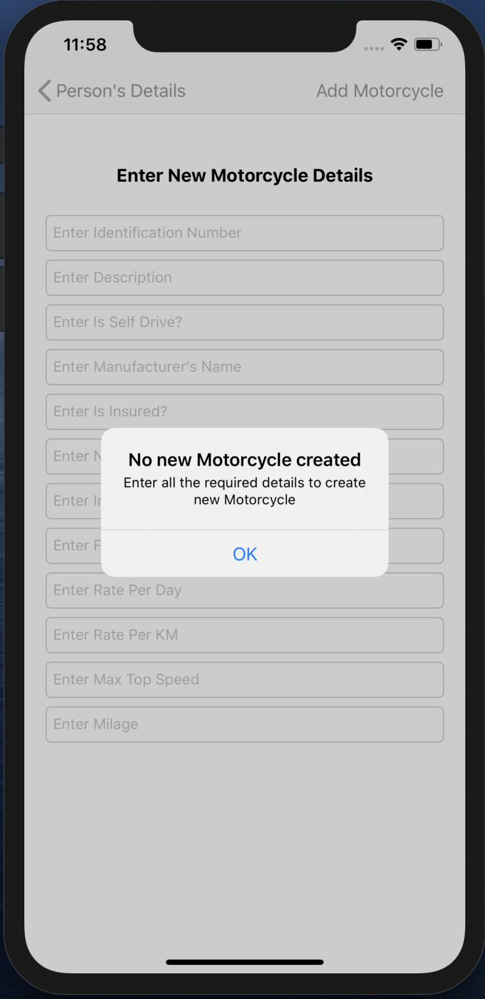 11:58
Person's Details Add Motorcycle
Enter New Motorcycle Details
Enter Identification Number
Enter Description
Enter Is Self Drive?
Enter Manufacturer's Name
Enter Is Insured?
Enter
No new Motorcycle created
Enter all the required details to create
new Motorcycle
Enter
Enter
OK
Enter Rate Per Day
Enter Rate Per KM
Enter Max Top Speed
Enter Milage